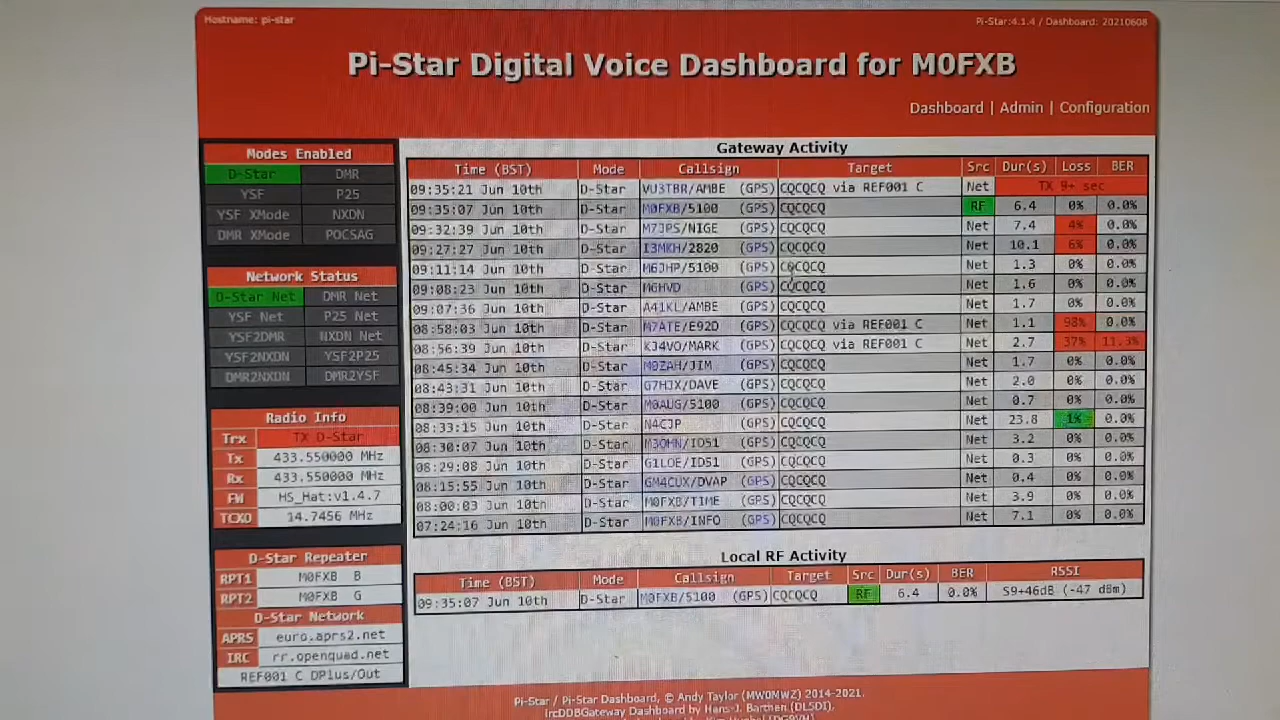 Hostname: pi-star
Pi-Star:4.1.4 / Dashboard: 20210608
Pi-Star Digital Voice Dashboard for M0FXB
Dashboard | Admin | Configuration
Modes Enabled
D-Star DMR
YSF P25
YSF XMode NXDN
DMR XMode POCSAG
Network Status
D-Star Net DMR Net
YSF Net P25 Net
YSF2DMR NXDN Net
YSF2NXDN YSF2P25
DMR2NXDN DMR2YSF
Radio Info
Trx TX D-Star
Tx 433.550000 MHz
Rx 433.550000 MHz
FW HS_Hat:v1.4.7
TCXO 14.7456 MHz
D-Star Repeater
RPT1 M0FXB B
RPT2 M0FXB G
D-Star Network
APRS euro.aprs2.net
IRC rr.openquad.net
REF001 C DPlus/Out
Gateway Activity
Time (BST) Mode Callsign Target Src Dur(s) Loss BER
09:35:21 Jun 10th D-Star VU3TBR/AMBE (GPS) CQCQCQ via REF001 C Net TX 9+ sec
09:35:07 Jun 10th D-Star M0FXB/5100 (GPS) CQCQCQ RF 6.4 0% 0.0%
09:32:39 Jun 10th D-Star M7JPS/NIGE (GPS) CQCQCQ Net 7.4 4% 0.0%
09:27:27 Jun 10th D-Star I3MKH/2820 (GPS) CQCQCQ Net 10.1 6% 0.0%
09:11:14 Jun 10th D-Star M6JHP/5100 (GPS) CQCQCQ Net 1.3 0% 0.0%
09:08:23 Jun 10th D-Star M6HVD (GPS) CQCQCQ Net 1.6 0% 0.0%
09:07:36 Jun 10th D-Star A41KL/AMBE (GPS) CQCQCQ Net 1.7 0% 0.0%
08:58:03 Jun 10th D-Star M7ATE/E92D (GPS) CQCQCQ via REF001 C Net 1.1 98% 0.0%
08:56:39 Jun 10th D-Star KJ4VO/MARK (GPS) CQCQCQ via REF001 C Net 2.7 37% 11.3%
08:45:34 Jun 10th D-Star M0ZAH/JIM (GPS) CQCQCQ Net 1.7 0% 0.0%
08:43:31 Jun 10th D-Star G7HJX/DAVE (GPS) CQCQCQ Net 2.0 0% 0.0%
08:39:00 Jun 10th D-Star M0AUG/5100 (GPS) CQCQCQ Net 0.7 0% 0.0%
08:33:15 Jun 10th D-Star N4CJP (GPS) CQCQCQ Net 23.8 1% 0.0%
08:30:07 Jun 10th D-Star M3OMN/ID51 (GPS) CQCQCQ Net 3.2 0% 0.0%
08:29:08 Jun 10th D-Star G1LOE/ID51 (GPS) CQCQCQ Net 0.3 0% 0.0%
08:15:55 Jun 10th D-Star GM4CUX/DVAP (GPS) CQCQCQ Net 0.4 0% 0.0%
08:00:03 Jun 10th D-Star M0FXB/TIME (GPS) CQCQCQ Net 3.9 0% 0.0%
07:24:16 Jun 10th D-Star M0FXB/INFO (GPS) CQCQCQ Net 7.1 0% 0.0%
Local RF Activity
Time (BST) Mode Callsign Target Src Dur(s) BER RSSI
09:35:07 Jun 10th D-Star M0FXB/5100 (GPS) CQCQCQ RF 6.4 0.0% S9+46dB (-47 dBm)
Pi-Star / Pi-Star Dashboard, © Andy Taylor (MW0MWZ) 2014-2021.
ircDDBGateway Dashboard by Hans-J. Barthen (DL5DI),